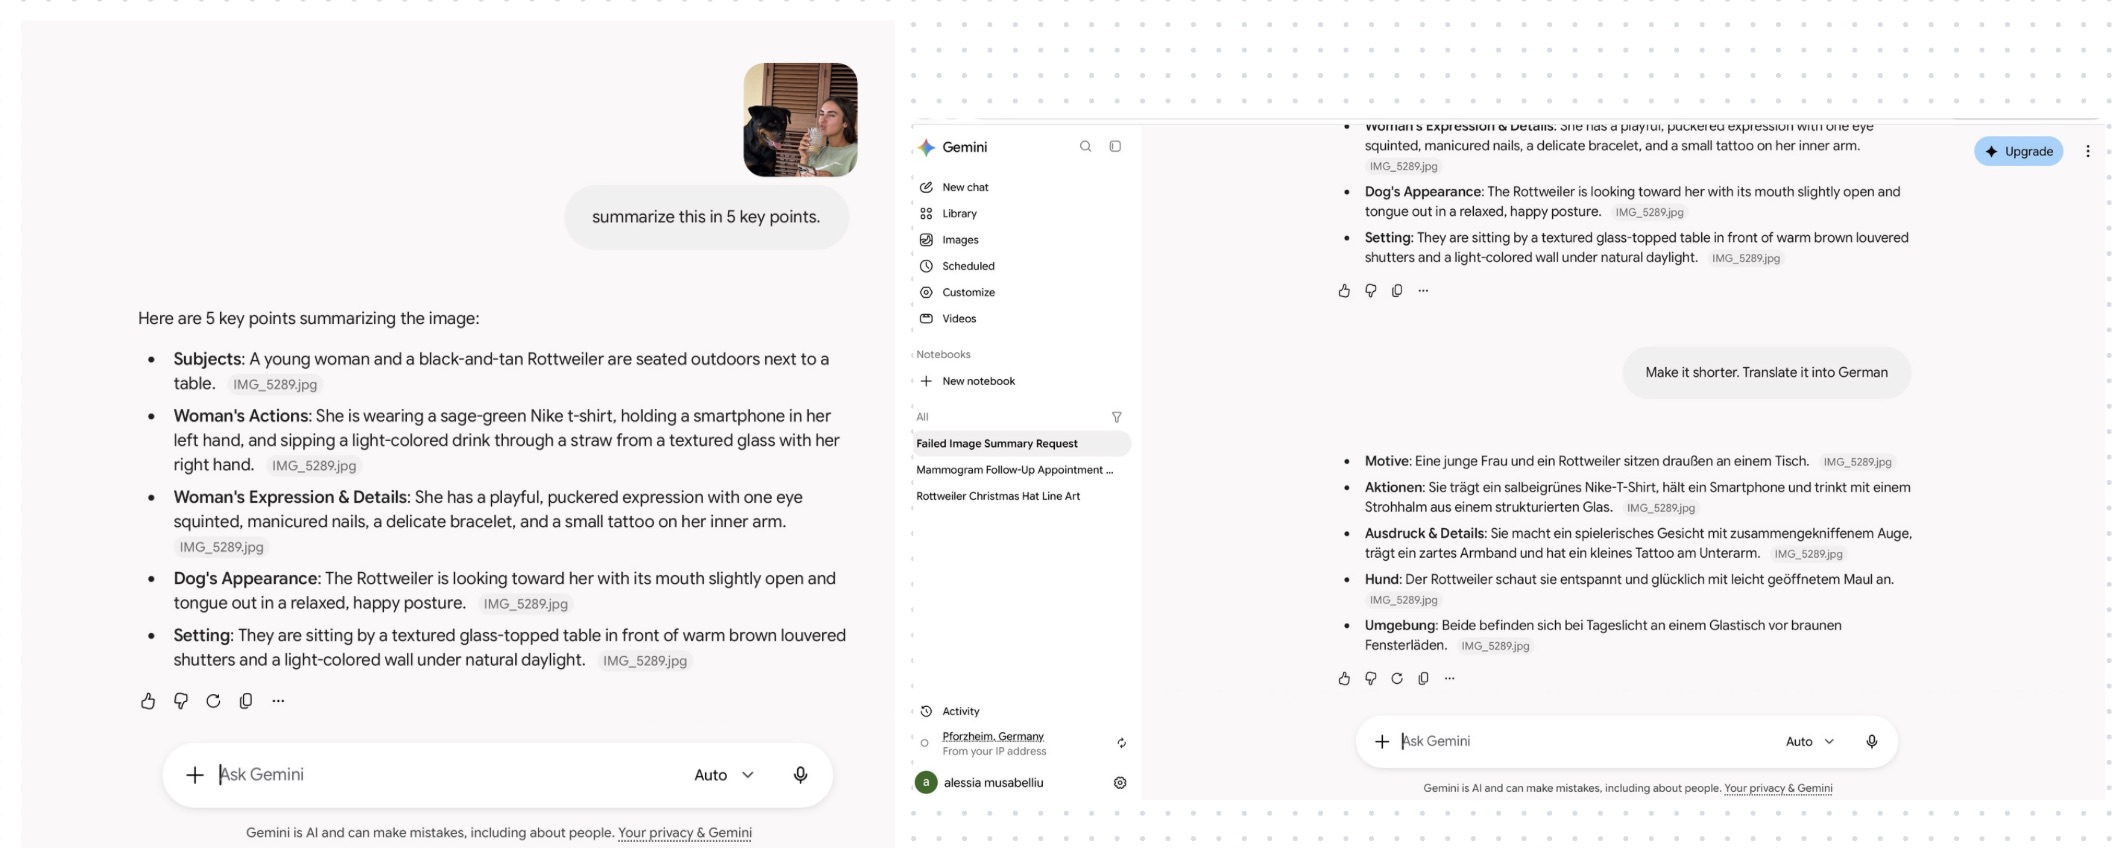 summarize this in 5 key points.
Here are 5 key points summarizing the image:
• Subjects: A young woman and a black-and-tan Rottweiler are seated outdoors next to a
table. IMG_5289.jpg
• Woman's Actions: She is wearing a sage-green Nike t-shirt, holding a smartphone in her
left hand, and sipping a light-colored drink through a straw from a textured glass with her
right hand. IMG_5289.jpg
• Woman's Expression & Details: She has a playful, puckered expression with one eye
squinted, manicured nails, a delicate bracelet, and a small tattoo on her inner arm.
IMG_5289.jpg
• Dog's Appearance: The Rottweiler is looking toward her with its mouth slightly open and
tongue out in a relaxed, happy posture. IMG_5289.jpg
• Setting: They are sitting by a textured glass-topped table in front of warm brown louvered
shutters and a light-colored wall under natural daylight. IMG_5289.jpg
Ask Gemini
Auto
Gemini is AI and can make mistakes, including about people. Your privacy & Gemini
Gemini
New chat
Library
Images
Scheduled
Customize
Videos
Notebooks
New notebook
All
Failed Image Summary Request
Mammogram Follow-Up Appointment ...
Rottweiler Christmas Hat Line Art
Activity
Pforzheim, Germany
From your IP address
a alessia musabelliu
Upgrade
• Woman's Expression & Details: She has a playful, puckered expression with one eye
squinted, manicured nails, a delicate bracelet, and a small tattoo on her inner arm.
IMG_5289.jpg
• Dog's Appearance: The Rottweiler is looking toward her with its mouth slightly open and
tongue out in a relaxed, happy posture. IMG_5289.jpg
• Setting: They are sitting by a textured glass-topped table in front of warm brown louvered
shutters and a light-colored wall under natural daylight. IMG_5289.jpg
Make it shorter. Translate it into German
• Motive: Eine junge Frau und ein Rottweiler sitzen draußen an einem Tisch. IMG_5289.jpg
• Aktionen: Sie trägt ein salbeigrünes Nike-T-Shirt, hält ein Smartphone und trinkt mit einem
Strohhalm aus einem strukturierten Glas. IMG_5289.jpg
• Ausdruck & Details: Sie macht ein spielerisches Gesicht mit zusammengekniffenem Auge,
trägt ein zartes Armband und hat ein kleines Tattoo am Unterarm. IMG_5289.jpg
• Hund: Der Rottweiler schaut sie entspannt und glücklich mit leicht geöffnetem Maul an.
IMG_5289.jpg
• Umgebung: Beide befinden sich bei Tageslicht an einem Glastisch vor braunen
Fensterläden. IMG_5289.jpg
Ask Gemini
Auto
Gemini is AI and can make mistakes, including about people. Your privacy & Gemini